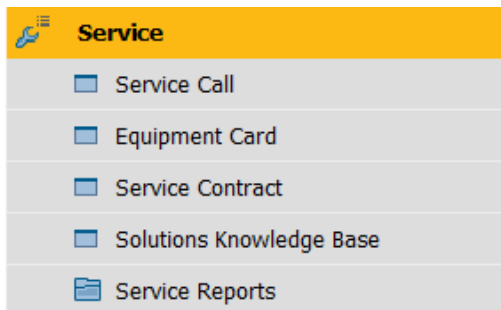 Service
Service Call
Equipment Card
Service Contract
Solutions Knowledge Base
Service Reports